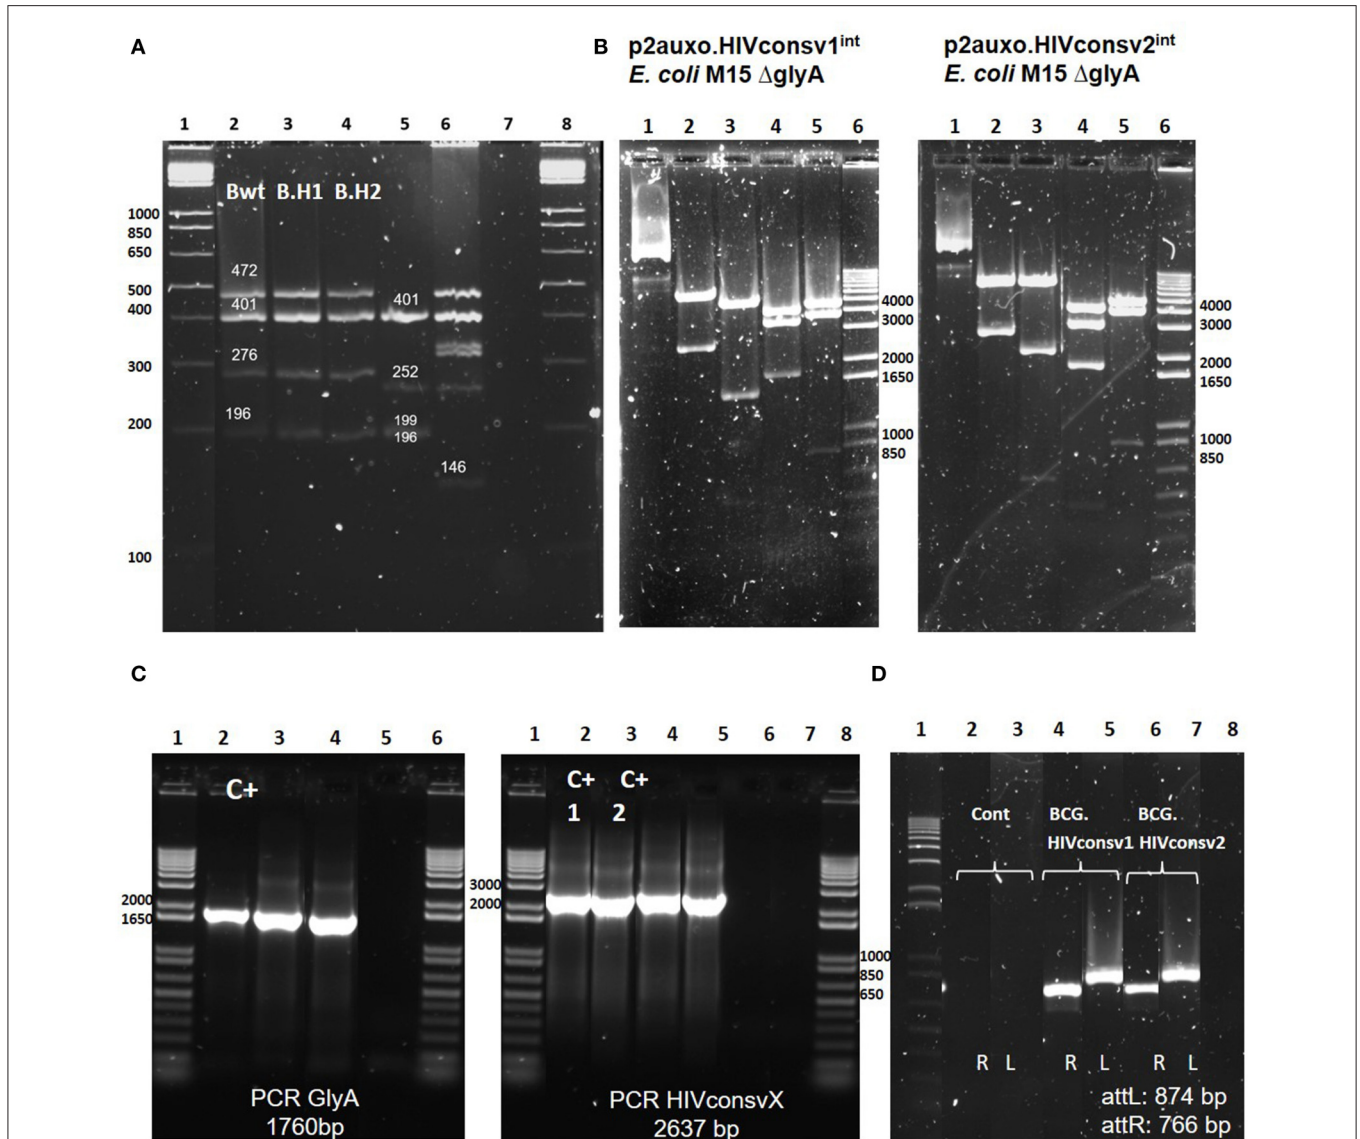 A
B
p2auxo.HIVconsv1int
E. coli M15 ΔglyA
p2auxo.HIVconsv2int
E. coli M15 ΔglyA
1 2 3 4 5 6 7 8
Bwt B.H1 B.H2
1000
850
650
500
400
300
200
100
472
401
276
196
401
252
199
196
146
1 2 3 4 5 6
4000
3000
2000
1650
1000
850
1 2 3 4 5 6
4000
3000
2000
1650
1000
850
C
1 2 3 4 5 6
C+
2000
1650
PCR GlyA
1760bp
1 2 3 4 5 6 7 8
C+ C+
1 2
3000
2000
1000
850
650
PCR HIVconsvX
2637 bp
D
1 2 3 4 5 6 7 8
Cont BCG. BCG.
HIVconsv1 HIVconsv2
R L R L R L
attL: 874 bp
attR: 766 bp